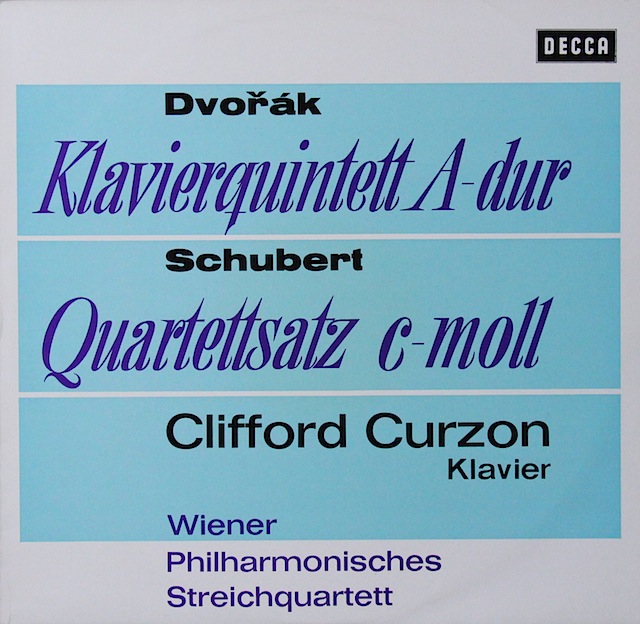 DECCA
Dvořák
Klavierquintett A-dur
Schubert
Quartettsatz c-moll
Clifford Curzon
Klavier
Wiener
Philharmonisches
Streichquartett